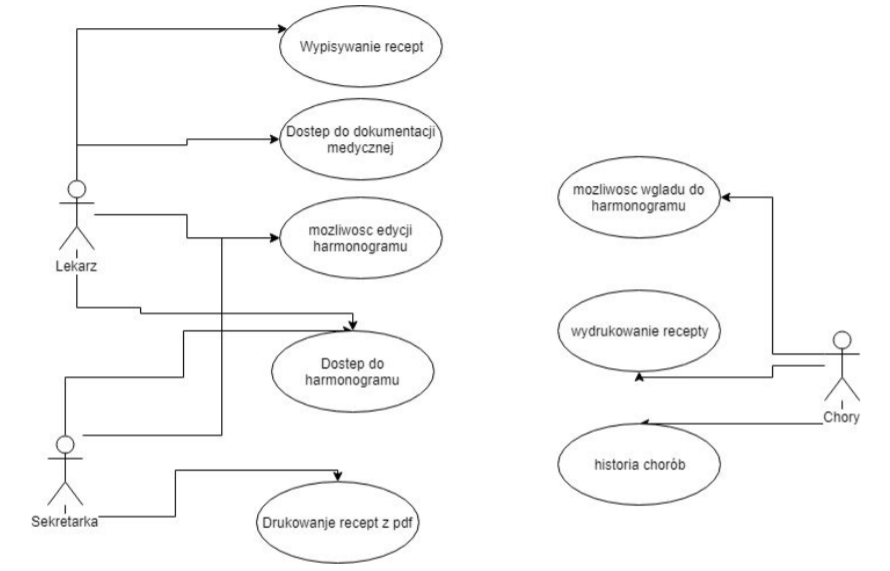 Wypisywanie recept
Dostep do dokumentacji
medycznej
mozliwosc edycji
harmonogramu
Lekarz
Dostep do
harmonogramu
Sekretarka
Drukowanie recept z pdf
mozliwosc wgladu do
harmonogramu
wydrukowanie recepty
Chory
historia chorób